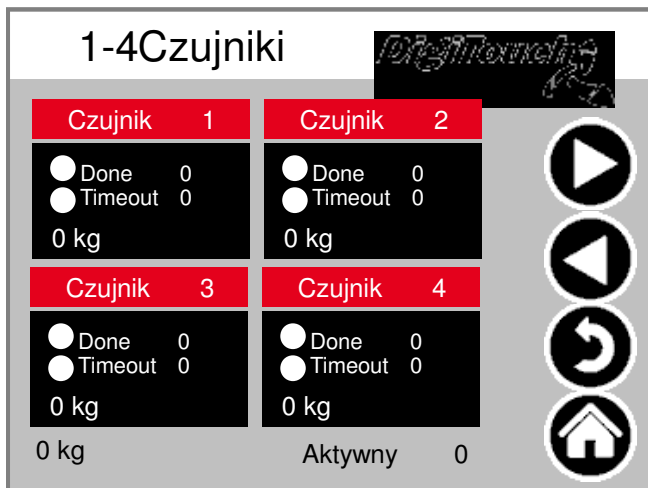 1-4Czujniki
DigiTouch
Czujnik 1
Done 0
Timeout 0
0 kg
Czujnik 2
Done 0
Timeout 0
0 kg
Czujnik 3
Done 0
Timeout 0
0 kg
Czujnik 4
Done 0
Timeout 0
0 kg
0 kg
Aktywny 0